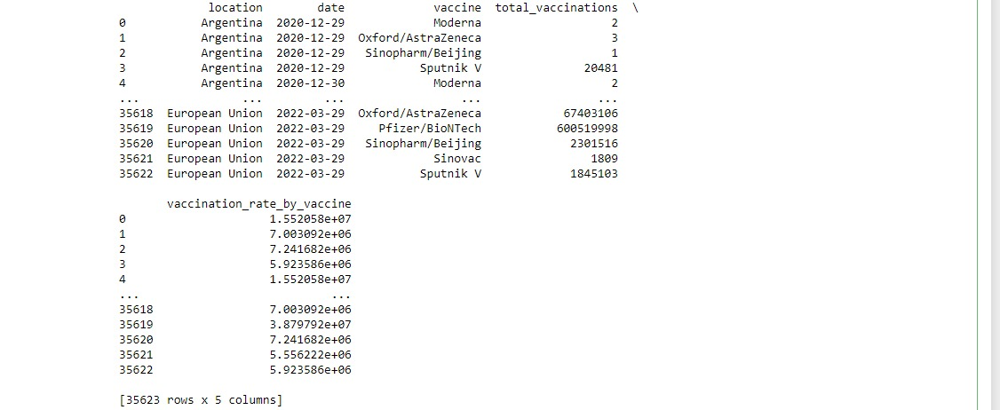 location date vaccine total_vaccinations \
0 Argentina 2020-12-29 Moderna 2
1 Argentina 2020-12-29 Oxford/AstraZeneca 3
2 Argentina 2020-12-29 Sinopharm/Beijing 1
3 Argentina 2020-12-29 Sputnik V 20481
4 Argentina 2020-12-30 Moderna 2
... ... ... ... ...
35618 European Union 2022-03-29 Oxford/AstraZeneca 67403106
35619 European Union 2022-03-29 Pfizer/BioNTech 600519998
35620 European Union 2022-03-29 Sinopharm/Beijing 2301516
35621 European Union 2022-03-29 Sinovac 1809
35622 European Union 2022-03-29 Sputnik V 1845103
vaccination_rate_by_vaccine
0 1.552058e+07
1 7.003092e+06
2 7.241682e+06
3 5.923586e+06
4 1.552058e+07
... ...
35618 7.003092e+06
35619 3.879792e+07
35620 7.241682e+06
35621 5.556222e+06
35622 5.923586e+06
[35623 rows x 5 columns]